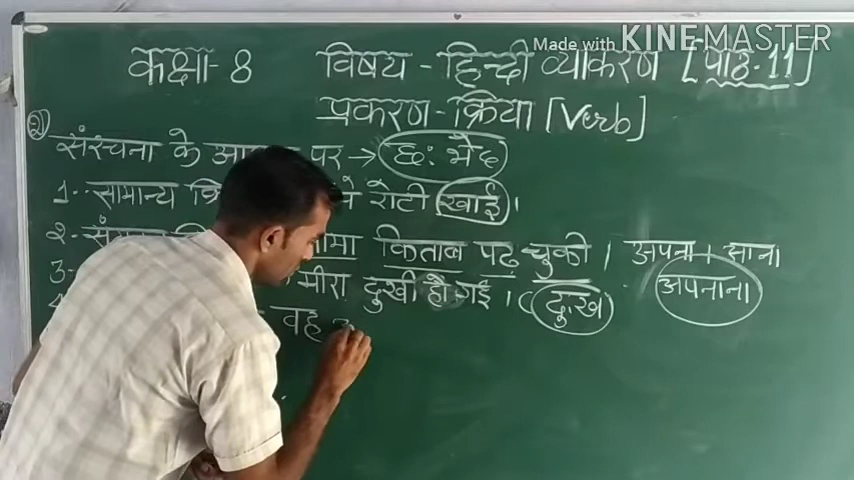 Made with KINEMASTER
कक्षा-8 विषय - हिन्दी व्याकरण [पाठ-11]
प्रकरण-क्रिया [Verb]
संरचना के आ पर → छः भेद
1. सामान्य क्रि ने रोटी खाई।
2. किताब पढ़ चुकी। अपना + साना
3. मीरा दुखी हो गई। (दुःख अपनाना
वह